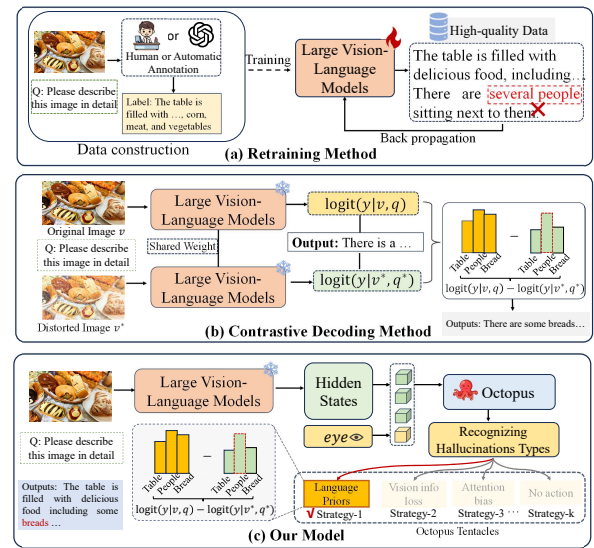 or
Human or Automatic
Annotation
Q: Please describe
this image in detail
Label: The table is
filled with …, corn,
meat, and vegetables
Data construction
Training
Large Vision-
Language
Models
High-quality Data
The table is filled with
delicious food, including…
There are several people
sitting next to them.
Back propagation
(a) Retraining Method
Original Image v
Q: Please describe
this image in detail
Distorted Image v*
Large Vision-
Language Models
Shared Weight
Large Vision-
Language Models
logit(y|v, q)
Output: There is a …
logit(y|v*, q*)
Table
People
Bread
−
Table
People
Bread
logit(y|v, q) − logit(y|v*, q*)
Outputs: There are some breads…
(b) Contrastive Decoding Method
Q: Please describe
this image in detail
Outputs: The table is
filled with delicious
food including some
breads …
Large Vision-
Language Models
Hidden
States
eye
Octopus
Recognizing
Hallucinations Types
Table
People
Bread
−
Table
People
Bread
logit(y|v, q) − logit(y|v*, q*)
Language
Priors
Strategy-1
Vision info
loss
Strategy-2
Attention
bias
Strategy-3
…
No action
Strategy-k
Octopus Tentacles
(c) Our Model